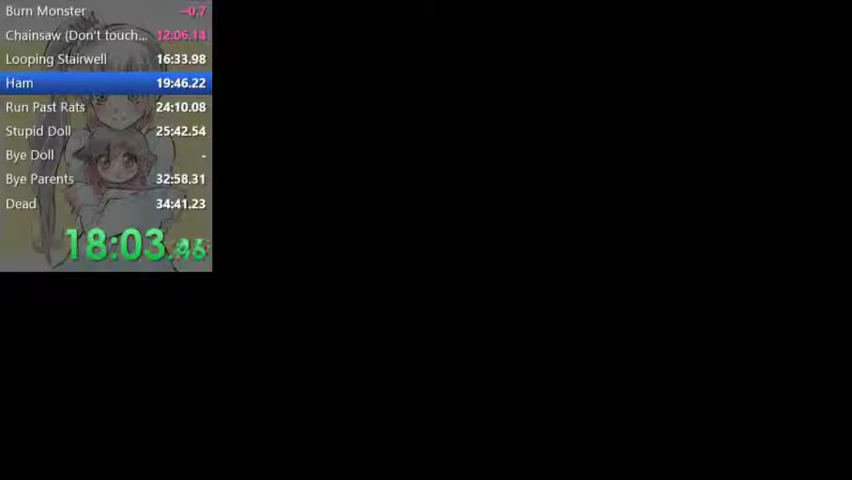 Burn Monster -0.7
Chainsaw (Don't touch... 12:06.14
Looping Stairwell 16:33.98
Ham 19:46.22
Run Past Rats 24:10.08
Stupid Doll 25:42.54
Bye Doll -
Bye Parents 32:58.31
Dead 34:41.23
18:03